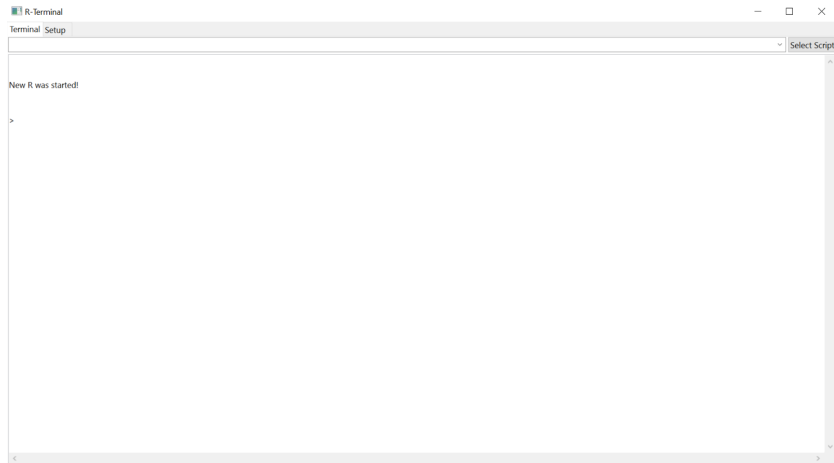 R-Terminal
Terminal Setup
Select Script
New R was started!
>